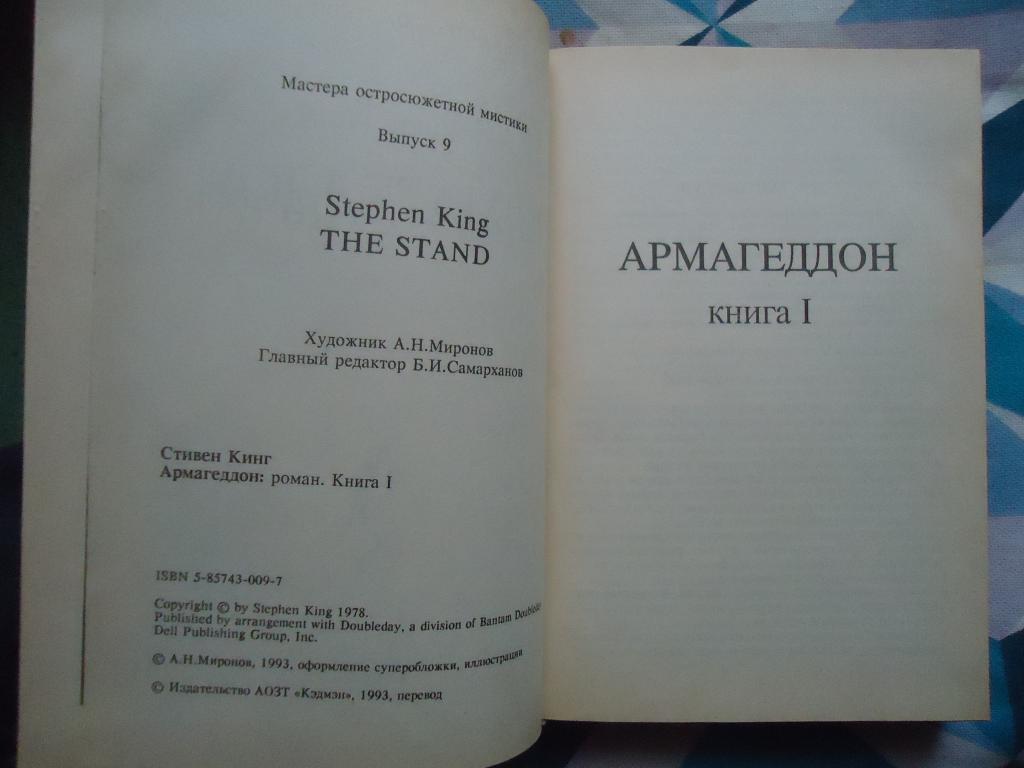 Мастера остросюжетной мистики
Выпуск 9
Stephen King
THE STAND
Художник А.Н.Миронов
Главный редактор Б.И.Самарханов
Стивен Кинг
Армагеддон: роман. Книга I
ISBN 5-85743-009-7
Copyright © by Stephen King 1978.
Published by arrangement with Doubleday, a division of Bantam Doubleday
Dell Publishing Group, Inc.
© А.Н.Миронов, 1993, оформление суперобложки, иллюстрации
© Издательство АОЗТ «Кэдмэн», 1993, перевод
АРМАГЕДДОН
книга I